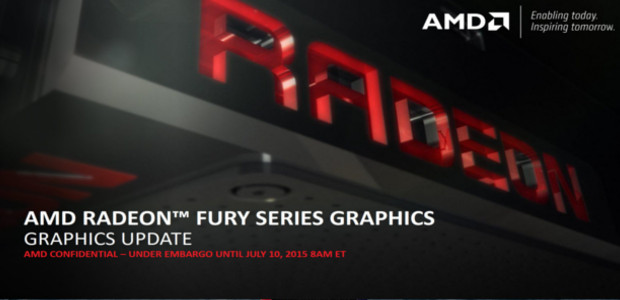 AMD
Enabling today.
Inspiring tomorrow.
RADEON
AMD RADEON™ FURY SERIES GRAPHICS
GRAPHICS UPDATE
AMD CONFIDENTIAL – UNDER EMBARGO UNTIL JULY 10, 2015 8AM ET